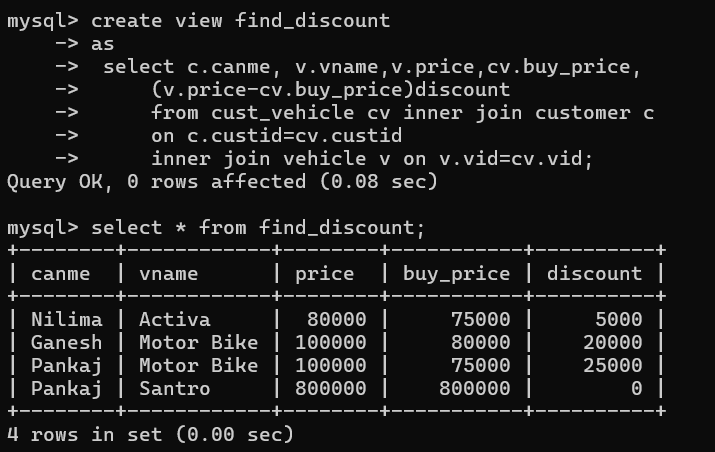 mysql> create view find_discount
    -> as
    ->  select c.canme, v.vname,v.price,cv.buy_price,
    ->      (v.price-cv.buy_price)discount
    ->      from cust_vehicle cv inner join customer c
    ->      on c.custid=cv.custid
    ->      inner join vehicle v on v.vid=cv.vid;
Query OK, 0 rows affected (0.08 sec)

mysql> select * from find_discount;
+--------+------------+--------+-----------+----------+
| canme  | vname      | price  | buy_price | discount |
+--------+------------+--------+-----------+----------+
| Nilima | Activa     |  80000 |     75000 |     5000 |
| Ganesh | Motor Bike | 100000 |     80000 |    20000 |
| Pankaj | Motor Bike | 100000 |     75000 |    25000 |
| Pankaj | Santro     | 800000 |    800000 |        0 |
+--------+------------+--------+-----------+----------+
4 rows in set (0.00 sec)